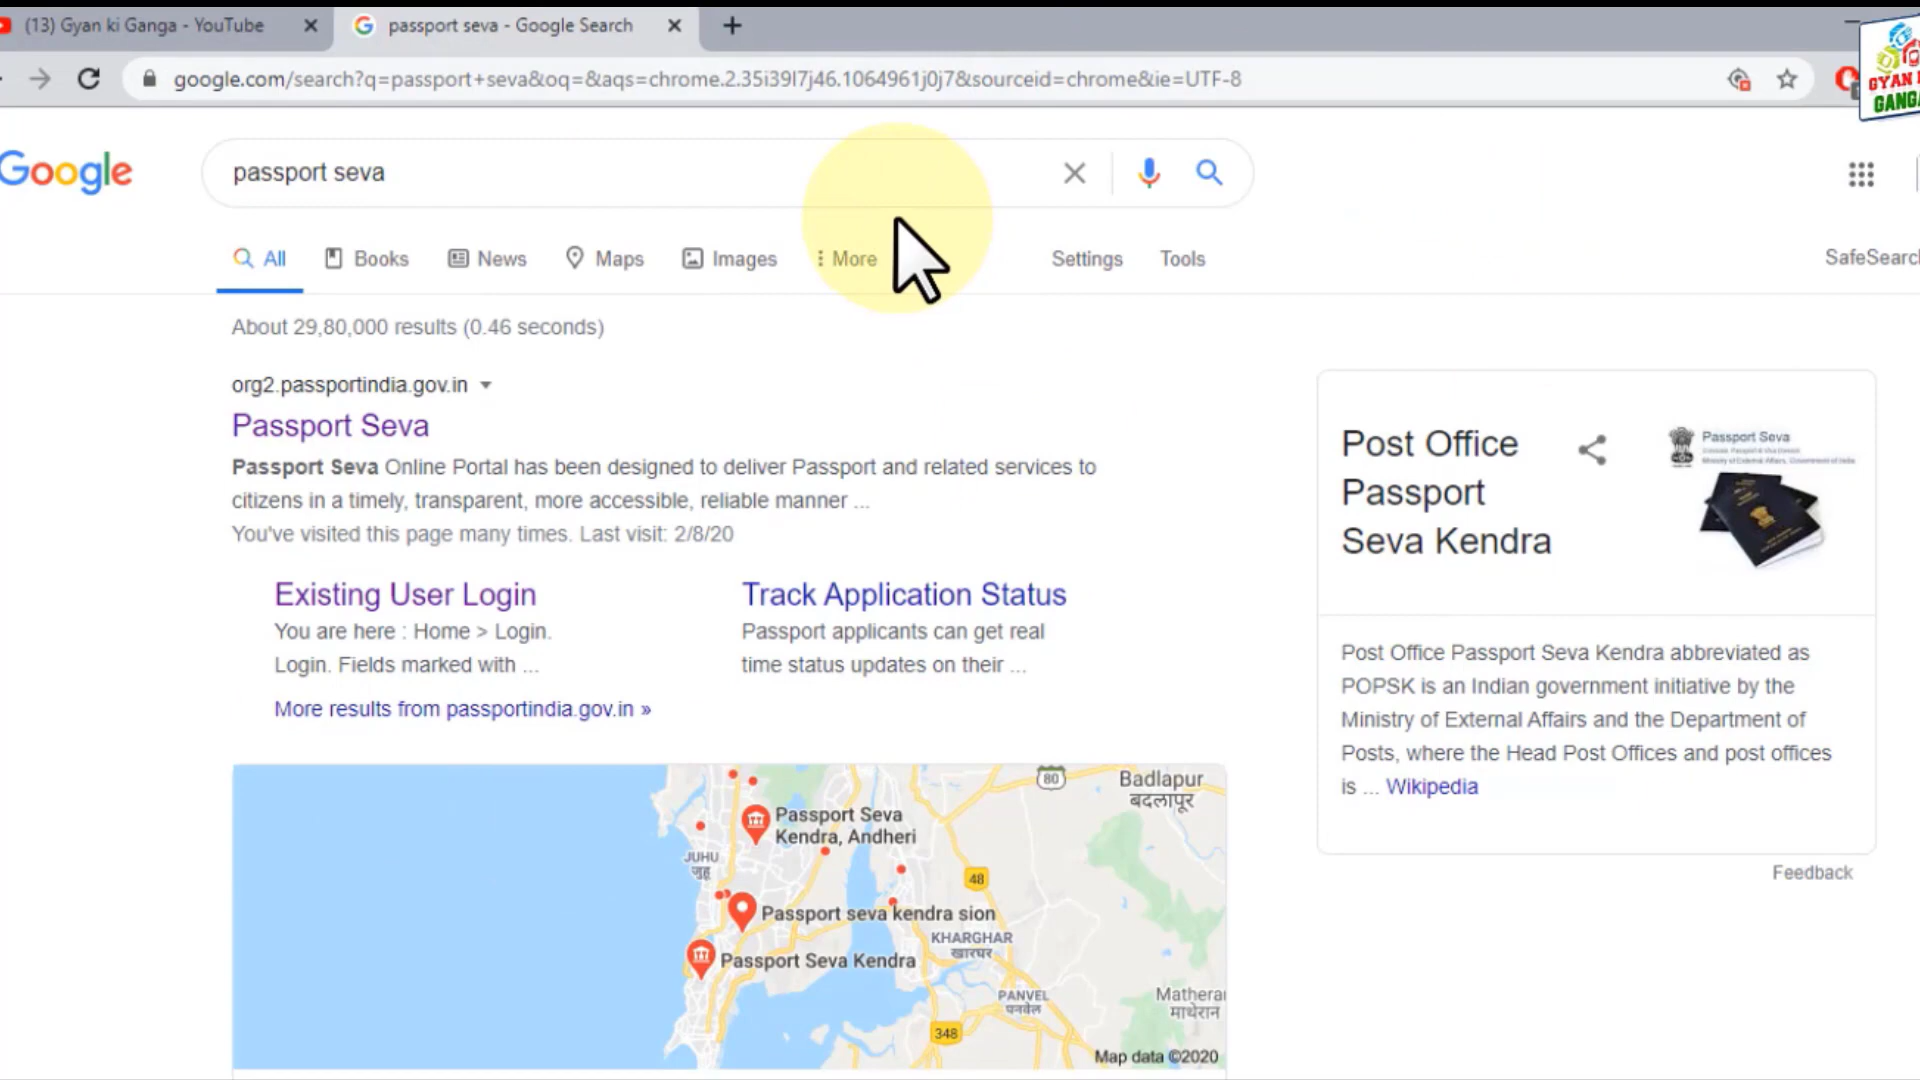 (13) Gyan ki Ganga - YouTube
passport seva - Google Search
google.com/search?q=passport+seva&oq=&aqs=chrome.2.35i39l7j46.1064961j0j7&sourceid=chrome&ie=UTF-8
GYAN
GANGA
Google
passport seva
All
Books
News
Maps
Images
More
Settings
Tools
SafeSearch
About 29,80,000 results (0.46 seconds)
org2.passportindia.gov.in
Passport Seva
Passport Seva Online Portal has been designed to deliver Passport and related services to
citizens in a timely, transparent, more accessible, reliable manner ...
You've visited this page many times. Last visit: 2/8/20
Existing User Login
You are here : Home > Login.
Login. Fields marked with ...
Track Application Status
Passport applicants can get real
time status updates on their ...
More results from passportindia.gov.in »
Passport Seva
Kendra, Andheri
JUHU
जुहू
Passport seva kendra sion
Passport Seva Kendra
80
Badlapur
बदलापूर
48
KHARGHAR
खारघर
PANVEL
पनवेल
Matheran
माथेरान
348
Map data ©2020
Post Office
Passport
Seva Kendra
Passport Seva
Post Office Passport Seva Kendra abbreviated as
POPSK is an Indian government initiative by the
Ministry of External Affairs and the Department of
Posts, where the Head Post Offices and post offices
is ... Wikipedia
Feedback